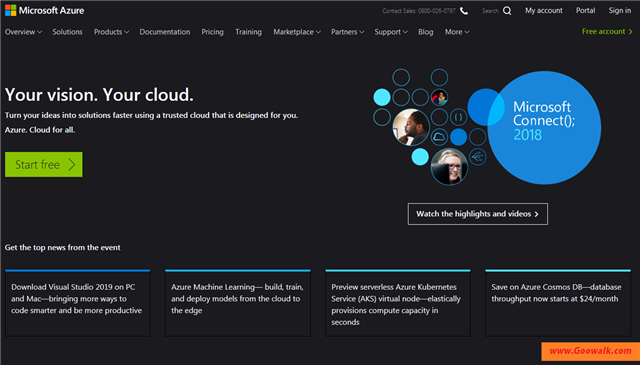 Microsoft Azure
Contact Sales: 0800-026-0797
Search
My account
Portal
Sign in
Overview
Solutions
Products
Documentation
Pricing
Training
Marketplace
Partners
Support
Blog
More
Free account
Your vision. Your cloud.
Turn your ideas into solutions faster using a trusted cloud that is designed for you.
Azure. Cloud for all.
Start free
Microsoft
Connect();
2018
Watch the highlights and videos
Get the top news from the event
Download Visual Studio 2019 on PC
and Mac—bringing more ways to
code smarter and be more productive
Azure Machine Learning— build, train,
and deploy models from the cloud to
the edge
Preview serverless Azure Kubernetes
Service (AKS) virtual node—elastically
provisions compute capacity in
seconds
Save on Azure Cosmos DB—database
throughput now starts at $24/month
www.Geowalk.com